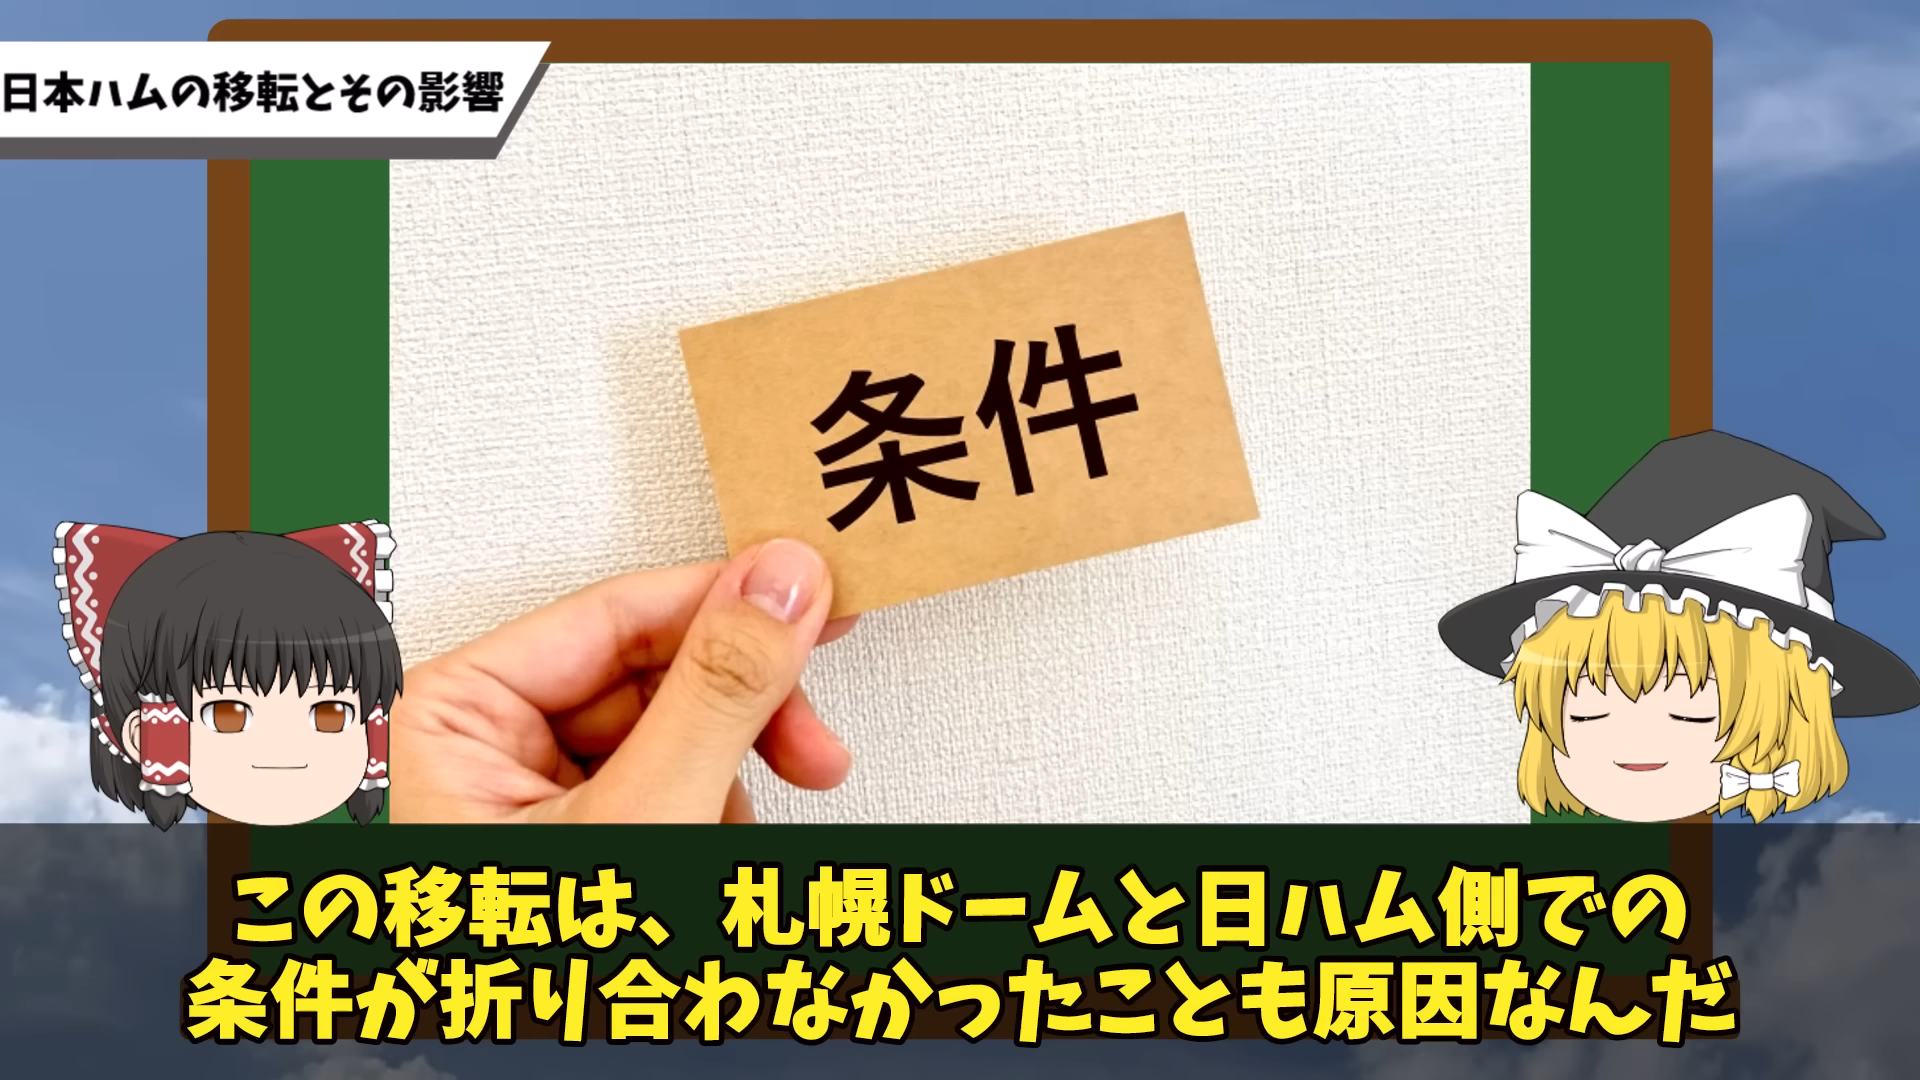 日本ハムの移転とその影響
条件
この移転は、札幌ドームと日ハム側での
条件が折り合わなかったことも原因なんだ